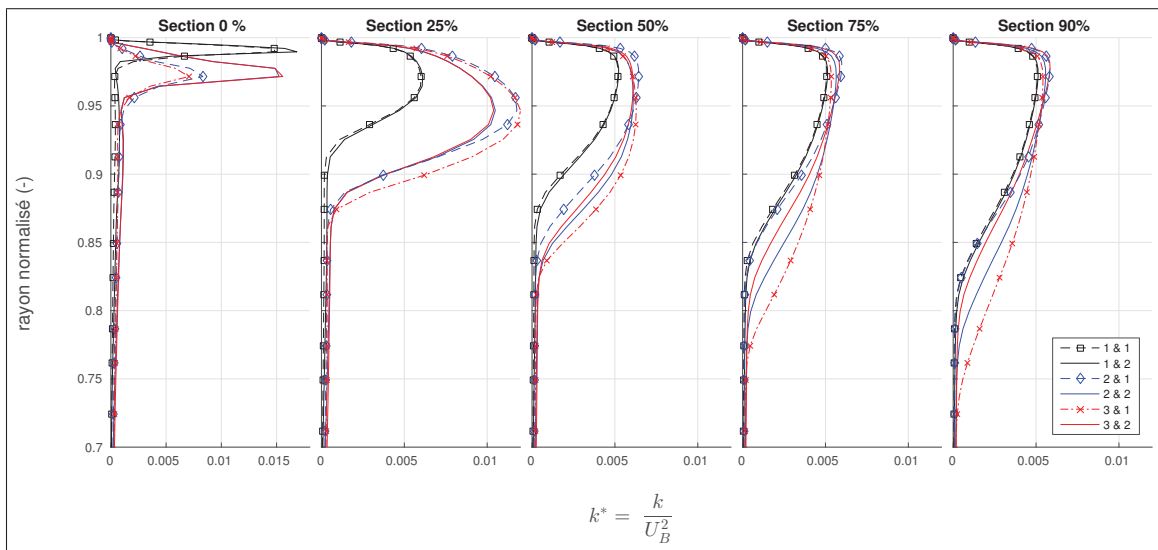 Section 0 %
Section 25%
Section 50%
Section 75%
Section 90%
rayon normalisé (-)
1
0.95
0.9
0.85
0.8
0.75
0.7
0 0.005 0.01 0.015
0 0.005 0.01
0 0.005 0.01
0 0.005 0.01
0 0.005 0.01
1 & 1
1 & 2
2 & 1
2 & 2
3 & 1
3 & 2
k* = k / U_B^2